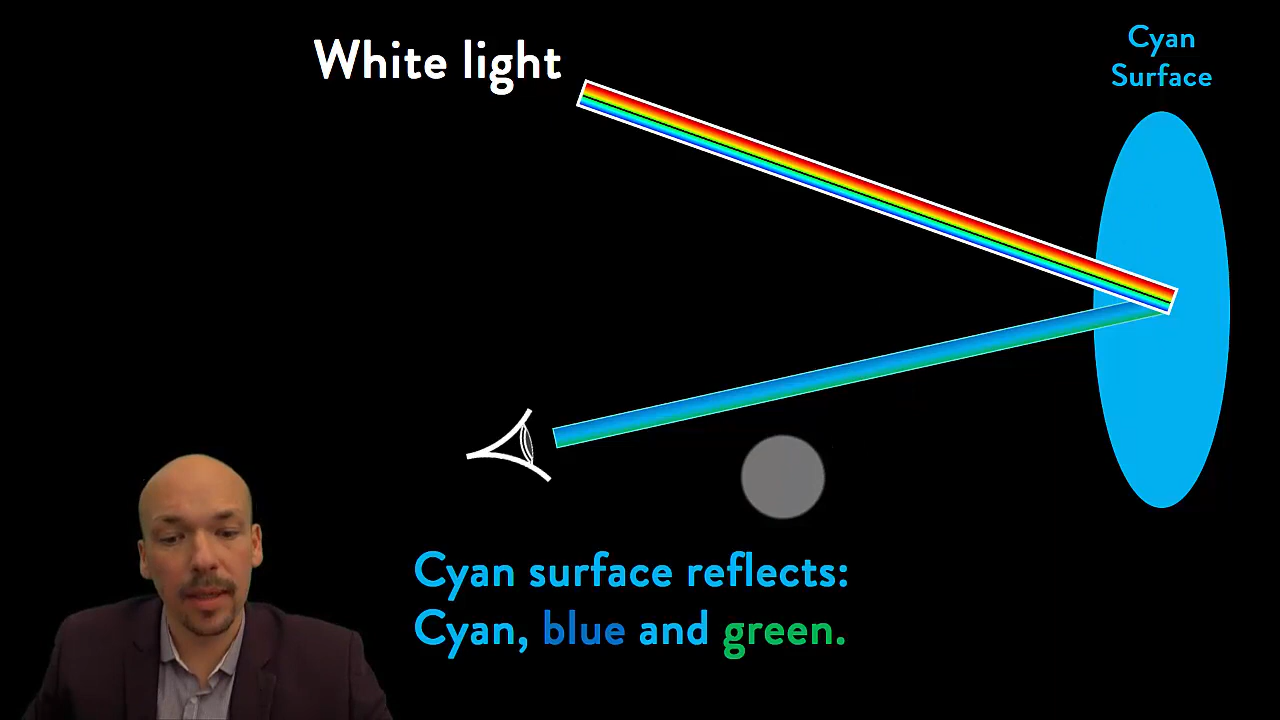 White light
Cyan
Surface
Cyan surface reflects:
Cyan, blue and green.